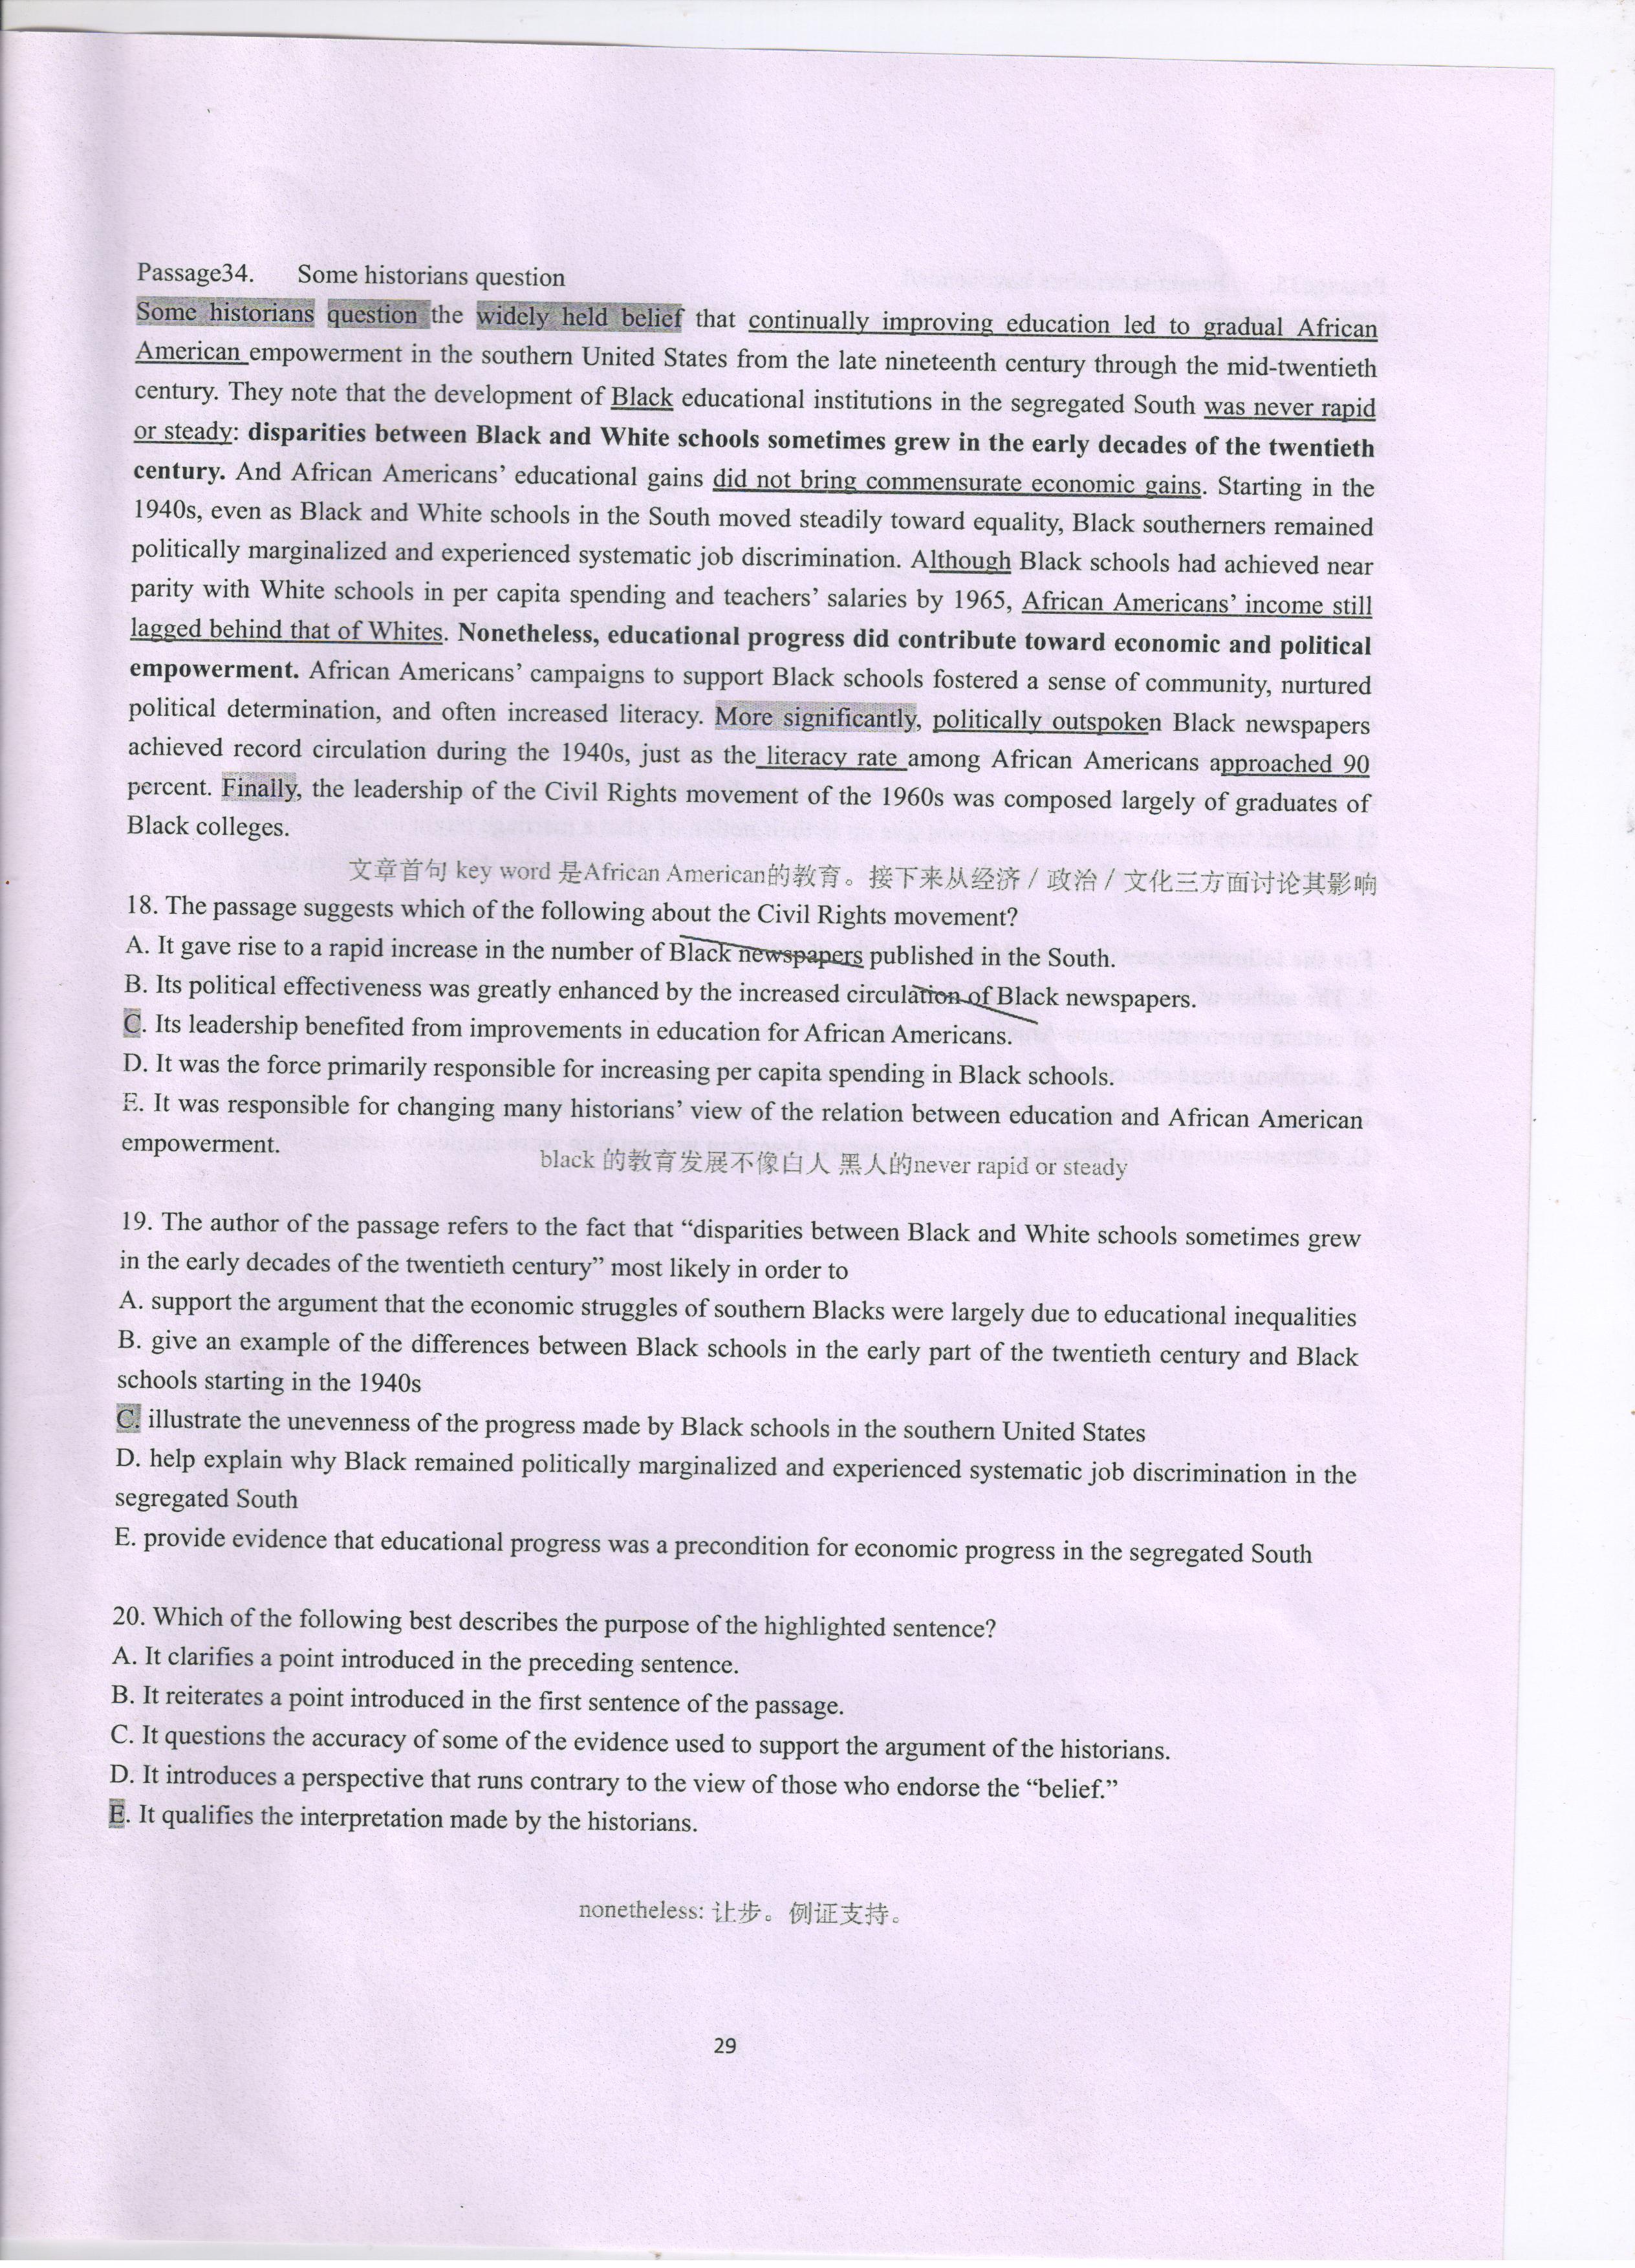 Passage34. Some historians question
Some historians question the widely held belief that continually improving education led to gradual African
American empowerment in the southern United States from the late nineteenth century through the mid-twentieth
century. They note that the development of Black educational institutions in the segregated South was never rapid
or steady: disparities between Black and White schools sometimes grew in the early decades of the twentieth
century. And African Americans’ educational gains did not bring commensurate economic gains. Starting in the
1940s, even as Black and White schools in the South moved steadily toward equality, Black southerners remained
politically marginalized and experienced systematic job discrimination. Although Black schools had achieved near
parity with White schools in per capita spending and teachers’ salaries by 1965, African Americans’ income still
lagged behind that of Whites. Nonetheless, educational progress did contribute toward economic and political
empowerment. African Americans’ campaigns to support Black schools fostered a sense of community, nurtured
political determination, and often increased literacy. More significantly, politically outspoken Black newspapers
achieved record circulation during the 1940s, just as the literacy rate among African Americans approached 90
percent. Finally, the leadership of the Civil Rights movement of the 1960s was composed largely of graduates of
Black colleges.
文章首句 key word 是African American的教育。接下来从经济 / 政治 / 文化三方面讨论其影响
18. The passage suggests which of the following about the Civil Rights movement?
A. It gave rise to a rapid increase in the number of Black newspapers published in the South.
B. Its political effectiveness was greatly enhanced by the increased circulation of Black newspapers.
C. Its leadership benefited from improvements in education for African Americans.
D. It was the force primarily responsible for increasing per capita spending in Black schools.
E. It was responsible for changing many historians’ view of the relation between education and African American
empowerment.
black 的教育发展不像白人 黑人的never rapid or steady
19. The author of the passage refers to the fact that “disparities between Black and White schools sometimes grew
in the early decades of the twentieth century” most likely in order to
A. support the argument that the economic struggles of southern Blacks were largely due to educational inequalities
B. give an example of the differences between Black schools in the early part of the twentieth century and Black
schools starting in the 1940s
C. illustrate the unevenness of the progress made by Black schools in the southern United States
D. help explain why Black remained politically marginalized and experienced systematic job discrimination in the
segregated South
E. provide evidence that educational progress was a precondition for economic progress in the segregated South
20. Which of the following best describes the purpose of the highlighted sentence?
A. It clarifies a point introduced in the preceding sentence.
B. It reiterates a point introduced in the first sentence of the passage.
C. It questions the accuracy of some of the evidence used to support the argument of the historians.
D. It introduces a perspective that runs contrary to the view of those who endorse the “belief.”
E. It qualifies the interpretation made by the historians.
nonetheless: 让步。例证支持。
29